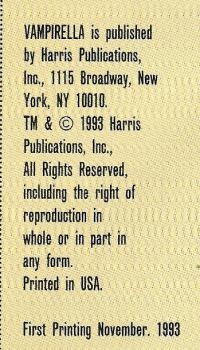 VAMPIRELLA is published
by Harris Publications,
Inc., 1115 Broadway, New
York, NY 10010.
TM & © 1993 Harris
Publications, Inc.,
All Rights Reserved,
including the right of
reproduction in
whole or in part in
any form.
Printed in USA.
First Printing November. 1993